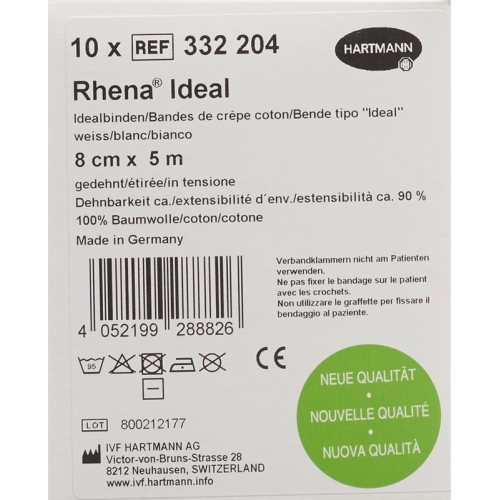 10 x REF 332 204
HARTMANN
Rhena® Ideal
Idealbinden/Bandes de crêpe coton/Bende tipo "Ideal"
weiss/blanc/bianco
8 cm x 5 m
gedehnt/étirée/in tensione
Dehnbarkeit ca./extensibilité d´env./estensibilità ca. 90 %
100% Baumwolle/coton/cotone
Made in Germany
Verbandklammern nicht am Patienten
verwenden.
Ne pas fixer le bandage sur le patient
avec les crochets.
Non utilizzare le graffette per fissare il
bendaggio al paziente.
4 052199 288826
95
CE
NEUE QUALITÄT
NOUVELLE QUALITÉ
NUOVA QUALITÀ
LOT 800212177
IVF HARTMANN AG
Victor-von-Bruns-Strasse 28
8212 Neuhausen, SWITZERLAND
www.ivf.hartmann.info